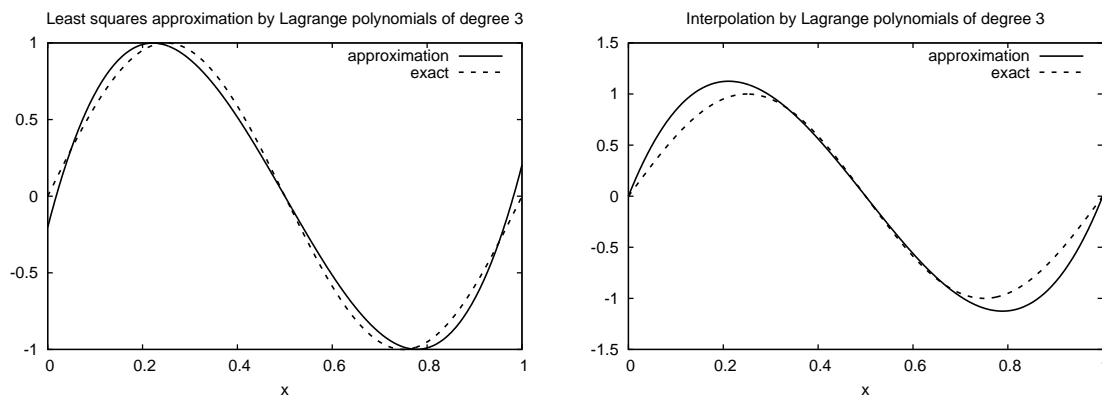 Least squares approximation by Lagrange polynomials of degree 3
approximation
exact
1
0.5
0
-0.5
-1
0 0.2 0.4 0.6 0.8 1
x
Interpolation by Lagrange polynomials of degree 3
approximation
exact
1.5
1
0.5
0
-0.5
-1
-1.5
0 0.2 0.4 0.6 0.8 1
x